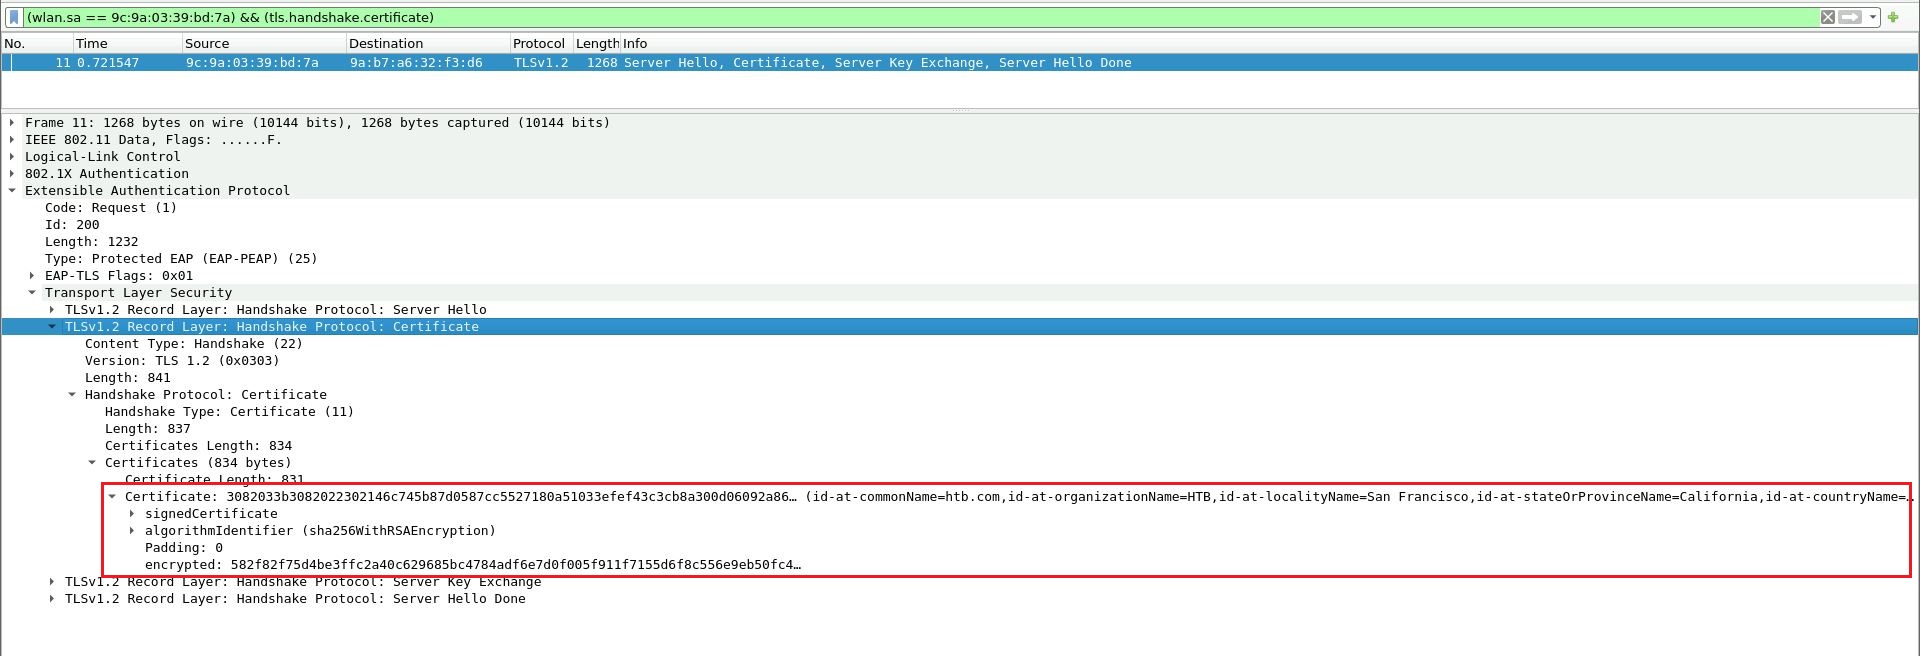 (wlan.sa == 9c:9a:03:39:bd:7a) && (tls.handshake.certificate)
No. Time Source Destination Protocol Length Info
11 0.721547 9c:9a:03:39:bd:7a 9a:b7:a6:32:f3:d6 TLSv1.2 1268 Server Hello, Certificate, Server Key Exchange, Server Hello Done
Frame 11: 1268 bytes on wire (10144 bits), 1268 bytes captured (10144 bits)
IEEE 802.11 Data, Flags: ......F.
Logical-Link Control
802.1X Authentication
Extensible Authentication Protocol
Code: Request (1)
Id: 200
Length: 1232
Type: Protected EAP (EAP-PEAP) (25)
EAP-TLS Flags: 0x01
Transport Layer Security
TLSv1.2 Record Layer: Handshake Protocol: Server Hello
TLSv1.2 Record Layer: Handshake Protocol: Certificate
Content Type: Handshake (22)
Version: TLS 1.2 (0x0303)
Length: 841
Handshake Protocol: Certificate
Handshake Type: Certificate (11)
Length: 837
Certificates Length: 834
Certificates (834 bytes)
Certificate Length: 831
Certificate: 3082033b3082022302146c745b87d0587cc5527180a51033efef43c3cb8a300d06092a86… (id-at-commonName=htb.com,id-at-organizationName=HTB,id-at-localityName=San Francisco,id-at-stateOrProvinceName=California,id-at-countryName=…
signedCertificate
algorithmIdentifier (sha256WithRSAEncryption)
Padding: 0
encrypted: 582f82f75d4be3ffc2a40c629685bc4784adf6e7d0f005f911f7155d6f8c556e9eb50fc4…
TLSv1.2 Record Layer: Handshake Protocol: Server Key Exchange
TLSv1.2 Record Layer: Handshake Protocol: Server Hello Done